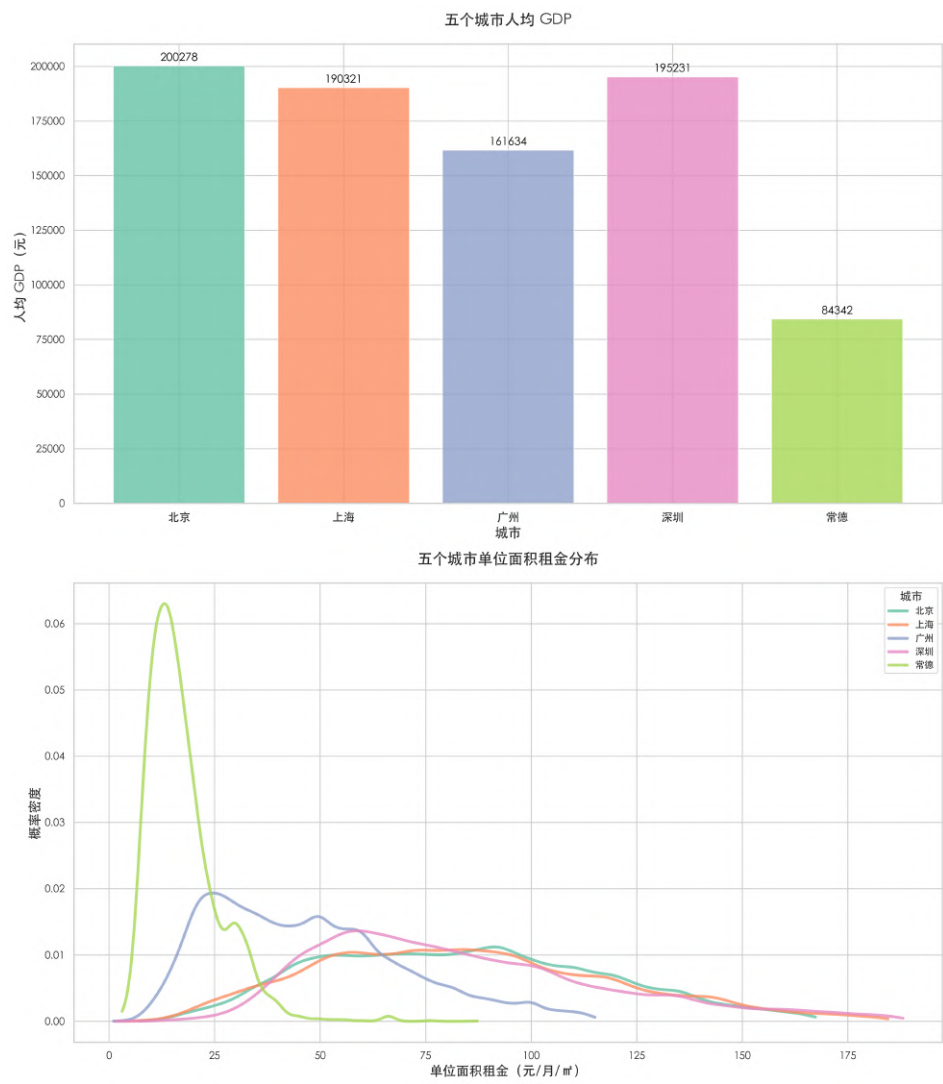 五个城市人均 GDP
200278
190321
161634
195231
84342
200000
175000
150000
125000
100000
75000
50000
25000
0
人均 GDP（元）
北京
上海
广州
深圳
常德
城市
五个城市单位面积租金分布
城市
北京
上海
广州
深圳
常德
0.06
0.05
0.04
0.03
0.02
0.01
0.00
概率密度
0
25
50
75
100
125
150
175
单位面积租金（元/月/㎡）